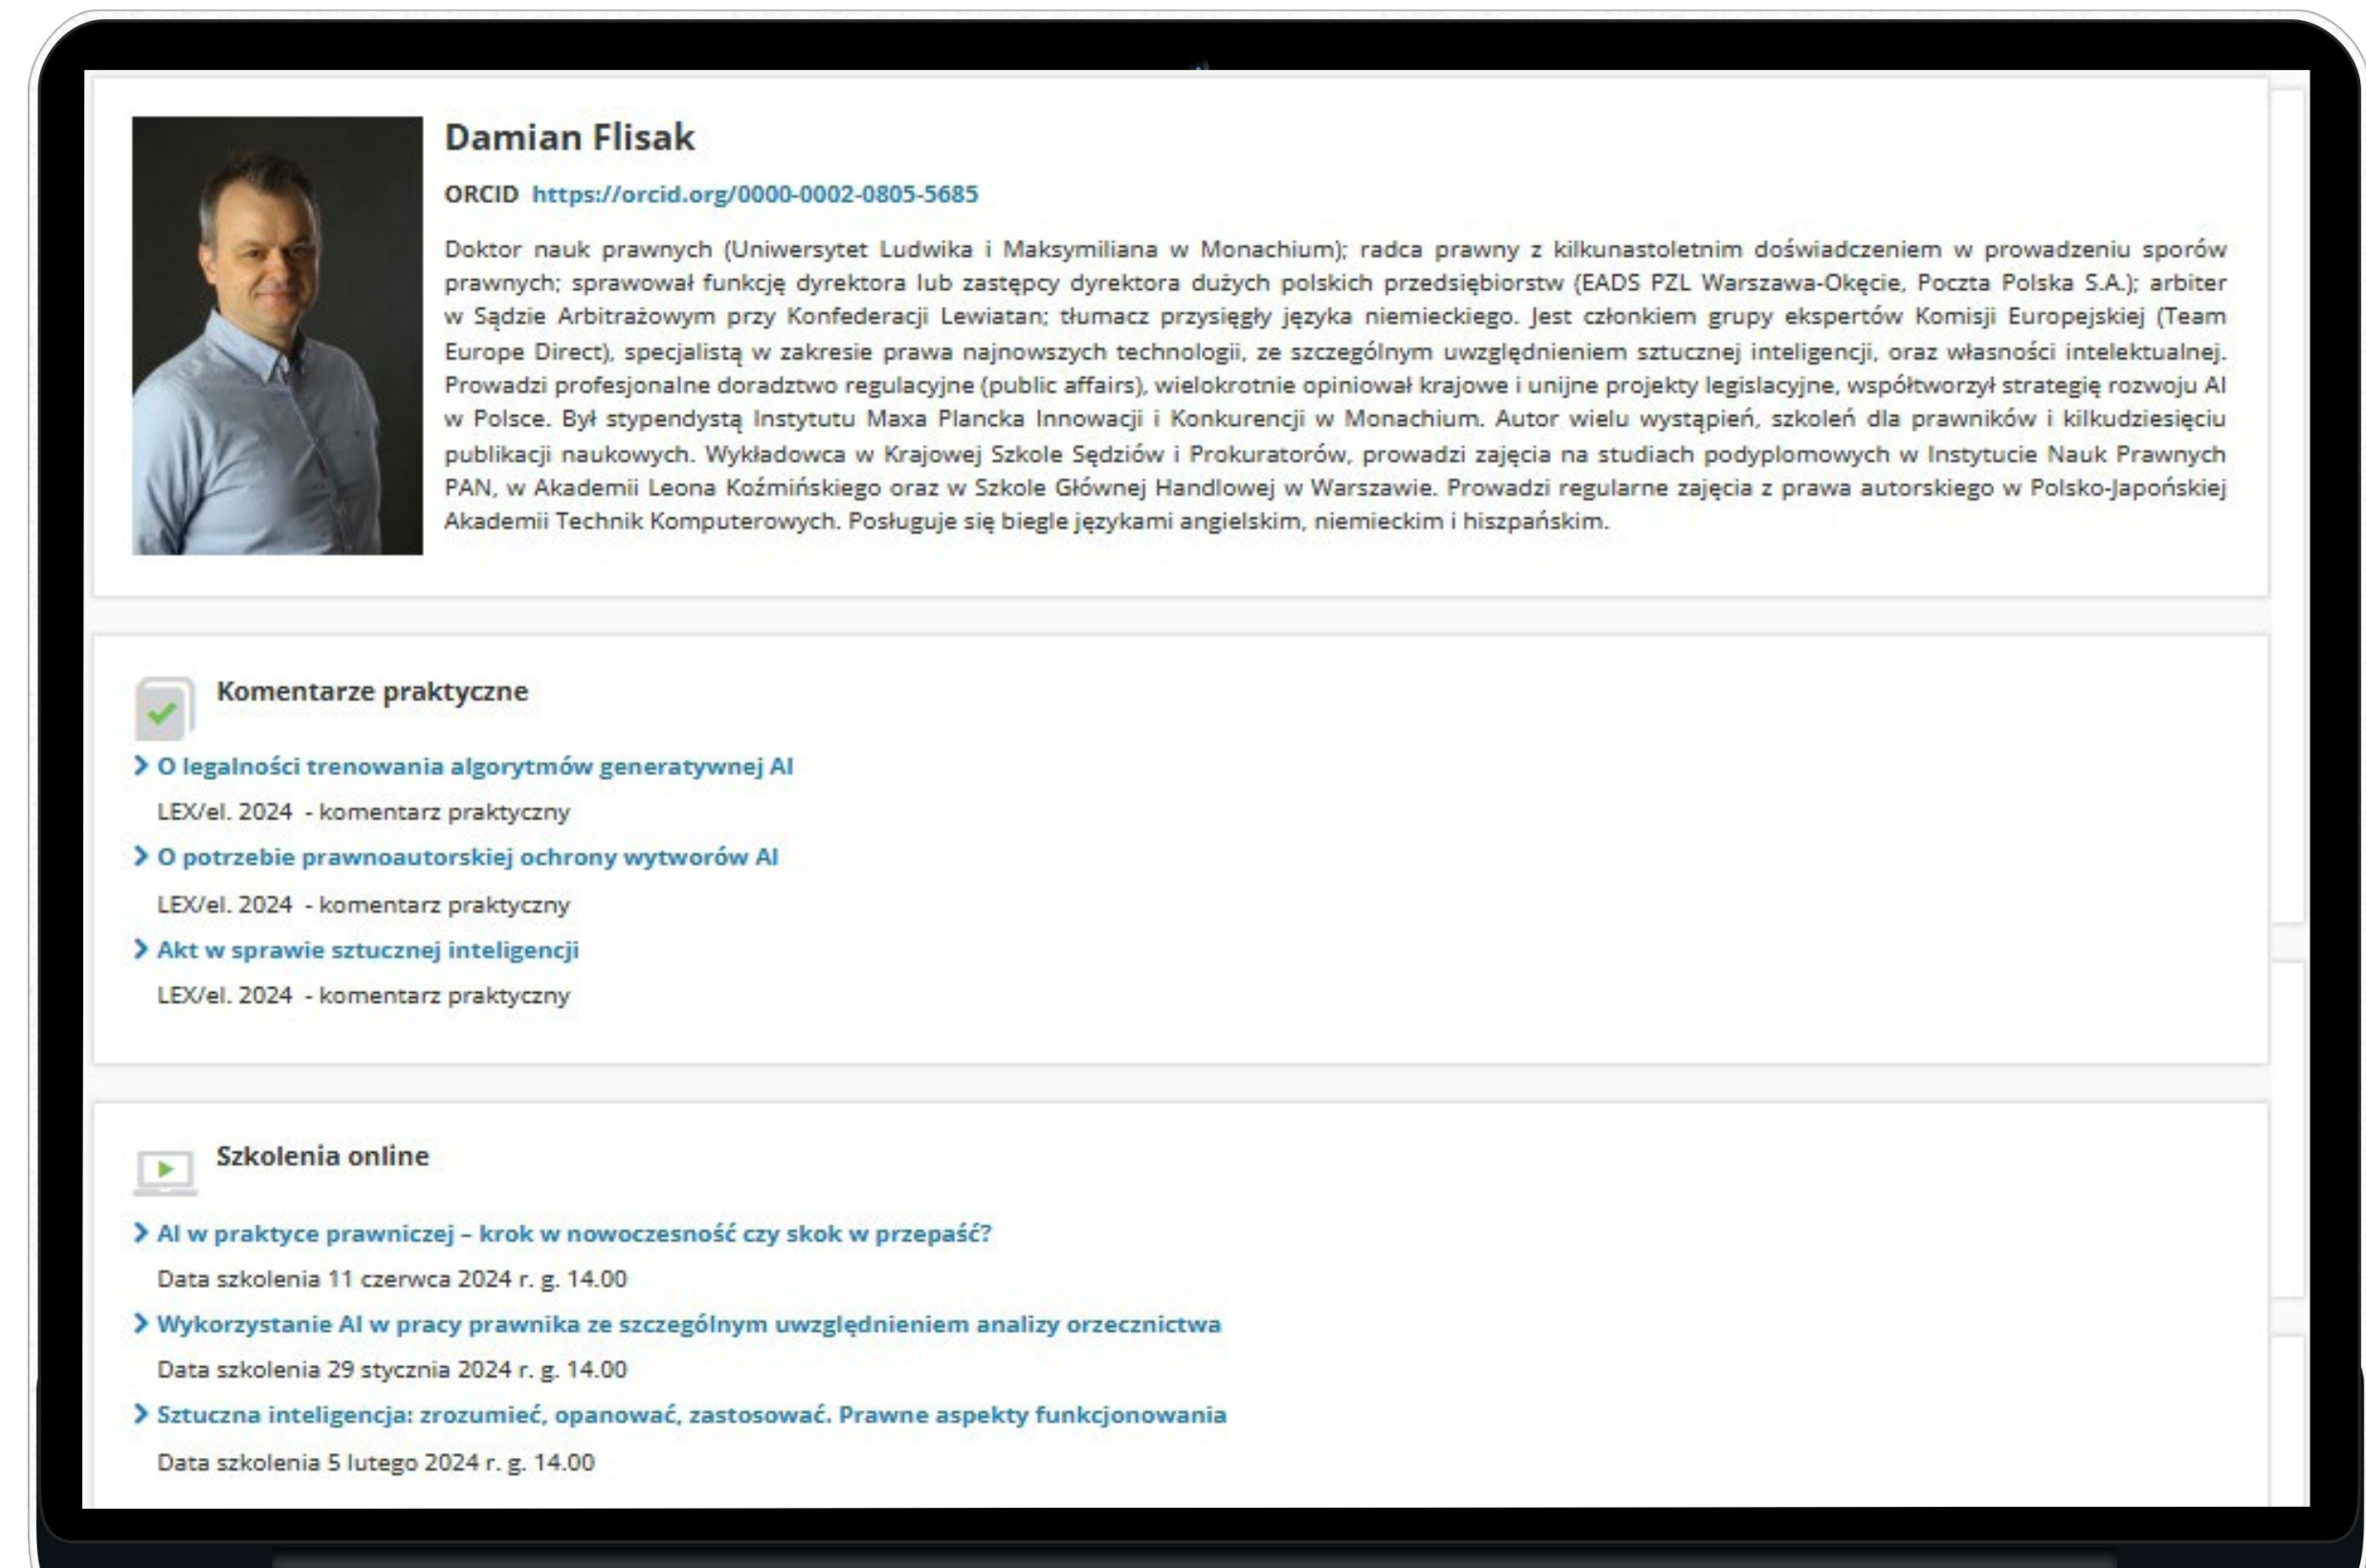 Damian Flisak
ORCID https://orcid.org/0000-0002-0805-5685
Doktor nauk prawnych (Uniwersytet Ludwika i Maksymiliana w Monachium); radca prawny z kilkunastoletnim doświadczeniem w prowadzeniu sporów
prawnych; sprawował funkcję dyrektora lub zastępcy dyrektora dużych polskich przedsiębiorstw (EADS PZL Warszawa-Okęcie, Poczta Polska S.A.); arbiter
w Sądzie Arbitrażowym przy Konfederacji Lewiatan; tłumacz przysięgły języka niemieckiego. Jest członkiem grupy ekspertów Komisji Europejskiej (Team
Europe Direct), specjalistą w zakresie prawa najnowszych technologii, ze szczególnym uwzględnieniem sztucznej inteligencji, oraz własności intelektualnej.
Prowadzi profesjonalne doradztwo regulacyjne (public affairs), wielokrotnie opiniował krajowe i unijne projekty legislacyjne, współtworzył strategię rozwoju AI
w Polsce. Był stypendystą Instytutu Maxa Plancka Innowacji i Konkurencji w Monachium. Autor wielu wystąpień, szkoleń dla prawników i kilkudziesięciu
publikacji naukowych. Wykładowca w Krajowej Szkole Sędziów i Prokuratorów, prowadzi zajęcia na studiach podyplomowych w Instytucie Nauk Prawnych
PAN, w Akademii Leona Koźmińskiego oraz w Szkole Głównej Handlowej w Warszawie. Prowadzi regularne zajęcia z prawa autorskiego w Polsko-Japońskiej
Akademii Technik Komputerowych. Posługuje się biegle językami angielskim, niemieckim i hiszpańskim.
Komentarze praktyczne
O legalności trenowania algorytmów generatywnej AI
LEX/el. 2024 - komentarz praktyczny
O potrzebie prawnoautorskiej ochrony wytworów AI
LEX/el. 2024 - komentarz praktyczny
Akt w sprawie sztucznej inteligencji
LEX/el. 2024 - komentarz praktyczny
Szkolenia online
AI w praktyce prawniczej – krok w nowoczesność czy skok w przepaść?
Data szkolenia 11 czerwca 2024 r. g. 14.00
Wykorzystanie AI w pracy prawnika ze szczególnym uwzględnieniem analizy orzecznictwa
Data szkolenia 29 stycznia 2024 r. g. 14.00
Sztuczna inteligencja: zrozumieć, opanować, zastosować. Prawne aspekty funkcjonowania
Data szkolenia 5 lutego 2024 r. g. 14.00